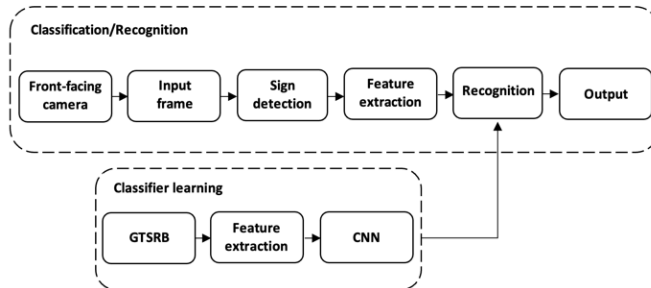 Classification/Recognition
Front-facing
camera
Input
frame
Sign
detection
Feature
extraction
Recognition
Output
Classifier learning
GTSRB
Feature
extraction
CNN